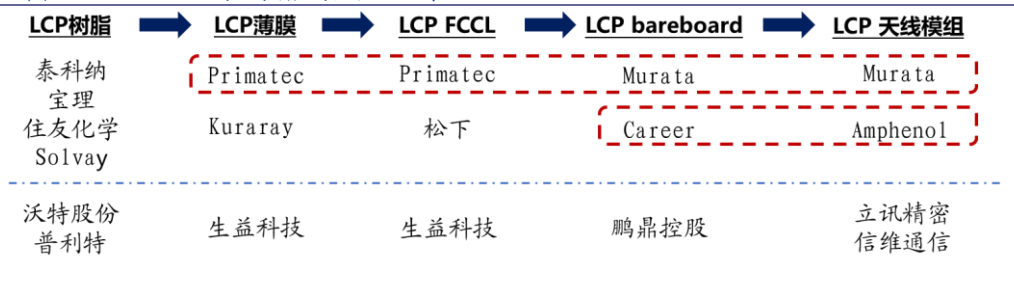 LCP树脂 LCP薄膜 LCP FCCL LCP bareboard LCP 天线模组
泰科纳 Primatec Primatec Murata Murata
宝理
住友化学 Kuraray 松下 Career Amphenol
Solvay
沃特股份 生益科技 生益科技 鹏鼎控股 立讯精密
普利特 信维通信